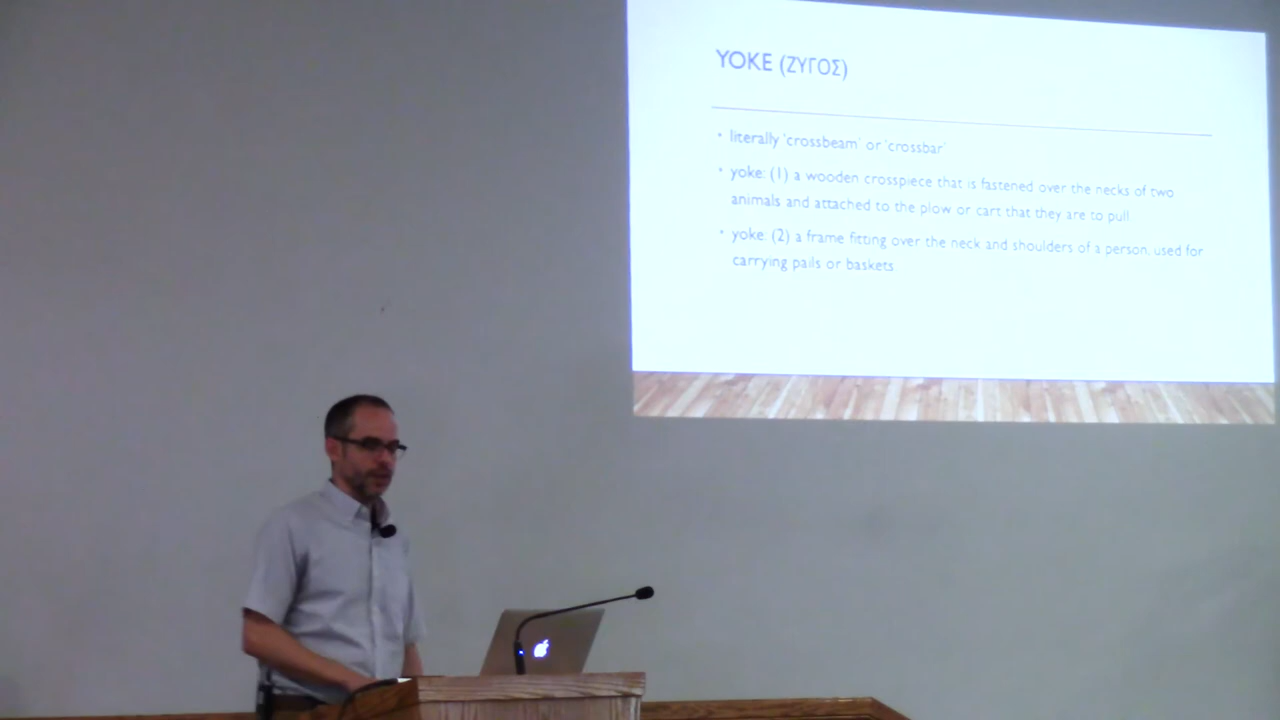 YOKE (ΖΥΓΟΣ)
• literally 'crossbeam' or 'crossbar'
• yoke: (1) a wooden crosspiece that is fastened over the necks of two
animals and attached to the plow or cart that they are to pull
• yoke: (2) a frame fitting over the neck and shoulders of a person, used for
carrying pails or baskets